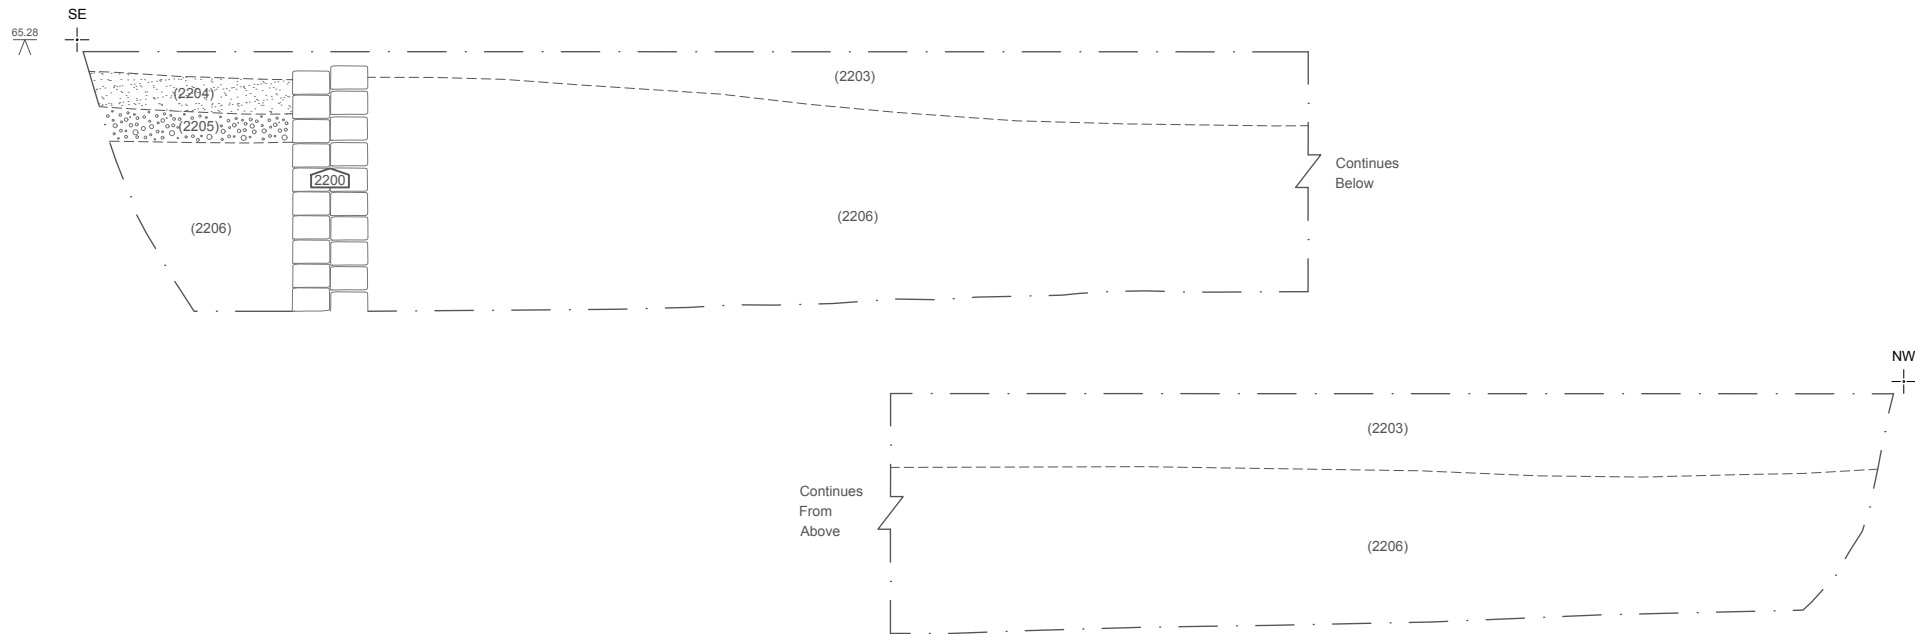 SE
65.28
(2203)
(2204)
(2205)
Continues
Below
2200
(2206)
(2206)
NW
(2203)
Continues
From
Above
(2206)